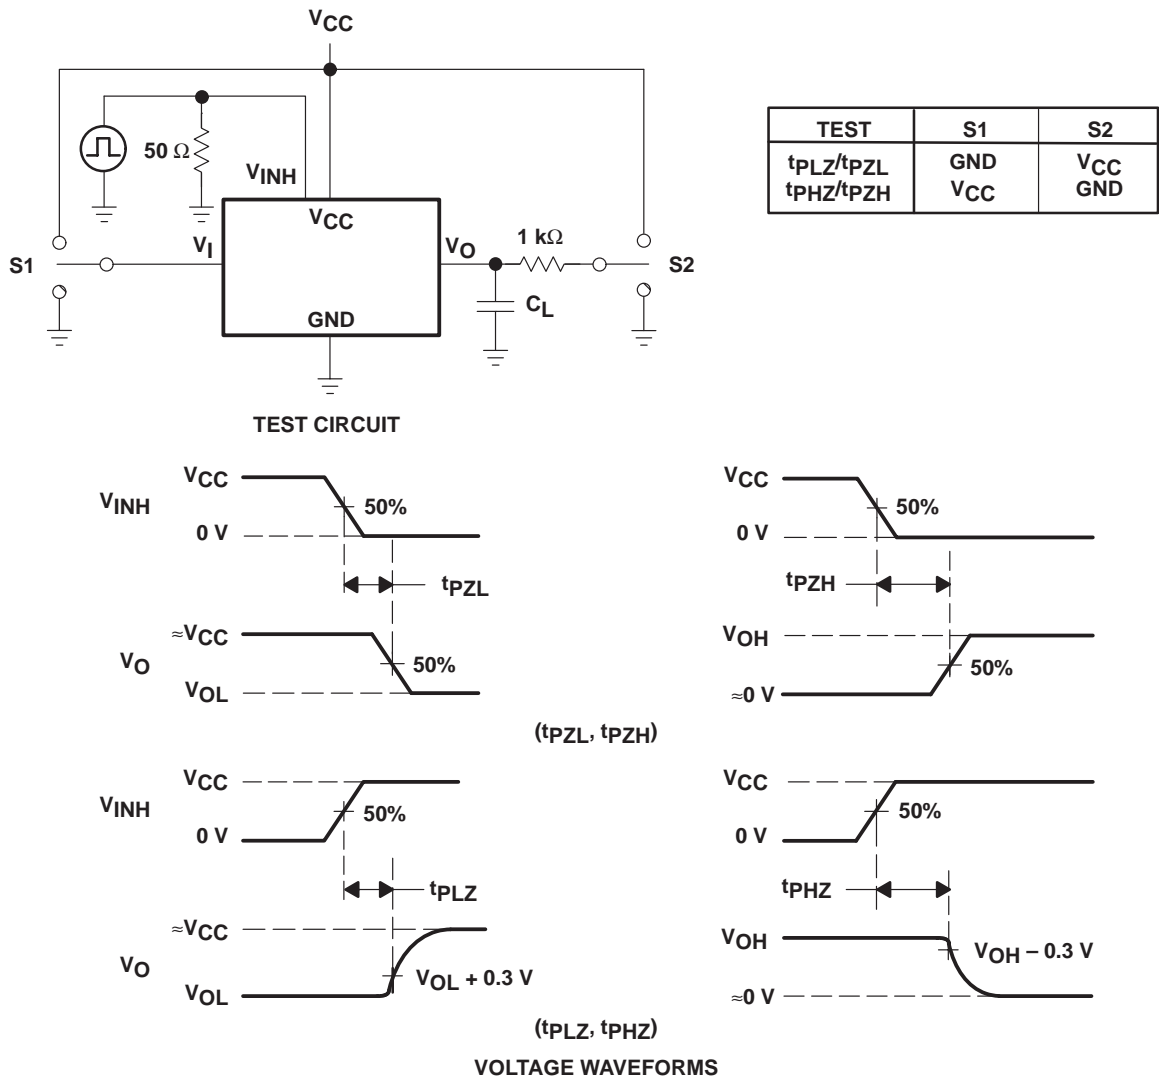 VCC
50 Ω
VINH
VCC
S1
VI
VO
1 kΩ
S2
CL
GND
TEST CIRCUIT
TEST S1 S2
tPLZ/tPZL GND VCC
tPHZ/tPZH VCC GND
VINH
VCC
50%
0 V
tPZL
VO
≈VCC
50%
VOL
VCC
50%
0 V
tPZH
VOH
50%
≈0 V
(tPZL, tPZH)
VINH
VCC
50%
0 V
tPLZ
VO
≈VCC
VOL + 0.3 V
VOL
VCC
50%
0 V
tPHZ
VOH
VOH – 0.3 V
≈0 V
(tPLZ, tPHZ)
VOLTAGE WAVEFORMS